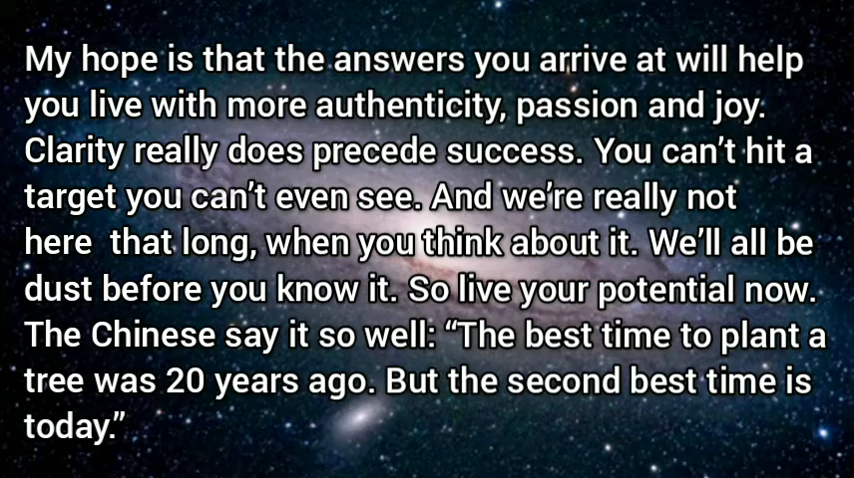 My hope is that the answers you arrive at will help
you live with more authenticity, passion and joy.
Clarity really does precede success. You can’t hit a
target you can’t even see. And we’re really not
here  that long, when you think about it. We’ll all be
dust before you know it. So live your potential now.
The Chinese say it so well: “The best time to plant a
tree was 20 years ago. But the second best time is
today.”